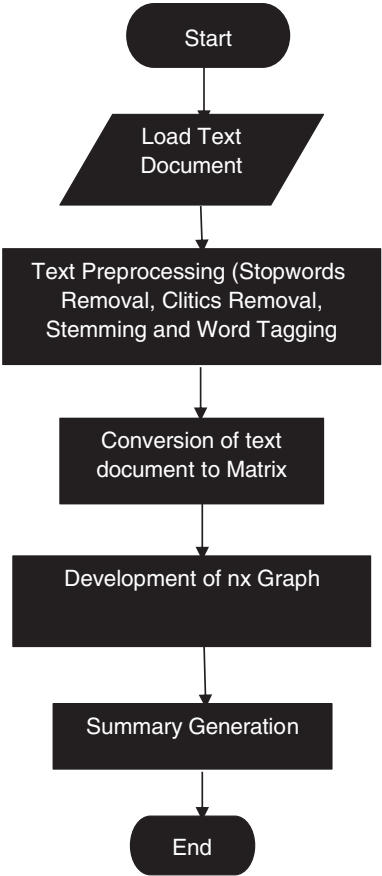 Start
Load Text
Document
Text Preprocessing (Stopwords
Removal, Clitics Removal,
Stemming and Word Tagging
Conversion of text
document to Matrix
Development of nx Graph
Summary Generation
End